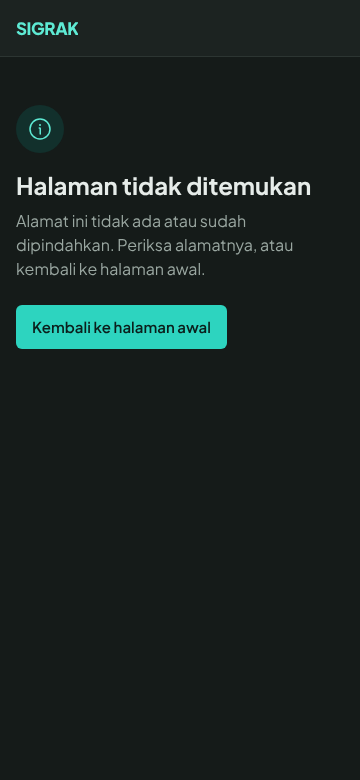 SIGRAK
Halaman tidak ditemukan
Alamat ini tidak ada atau sudah
dipindahkan. Periksa alamatnya, atau
kembali ke halaman awal.
Kembali ke halaman awal